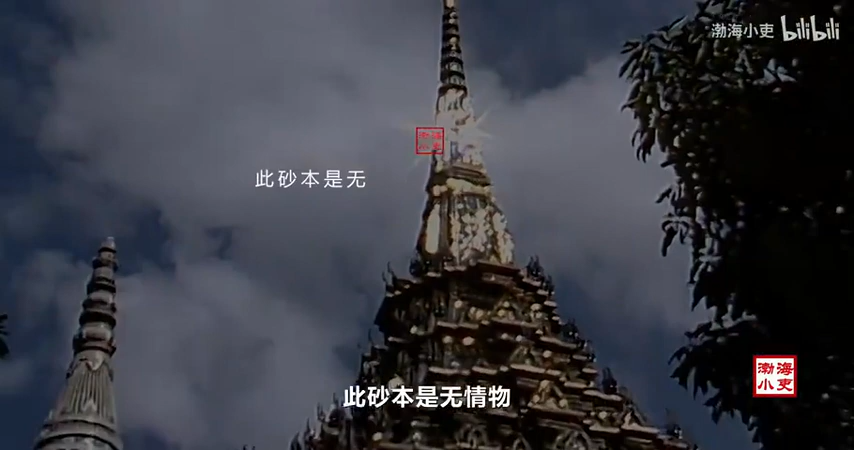 渤海小吏 bilibili
渤海
小吏
此砂本是无
此砂本是无情物
渤海
小吏